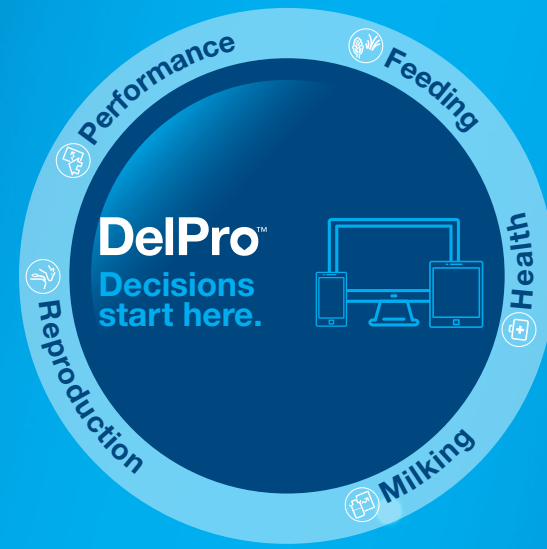 Performance
Feeding
DelPro™
Decisions
start here.
Health
Reproduction
Milking